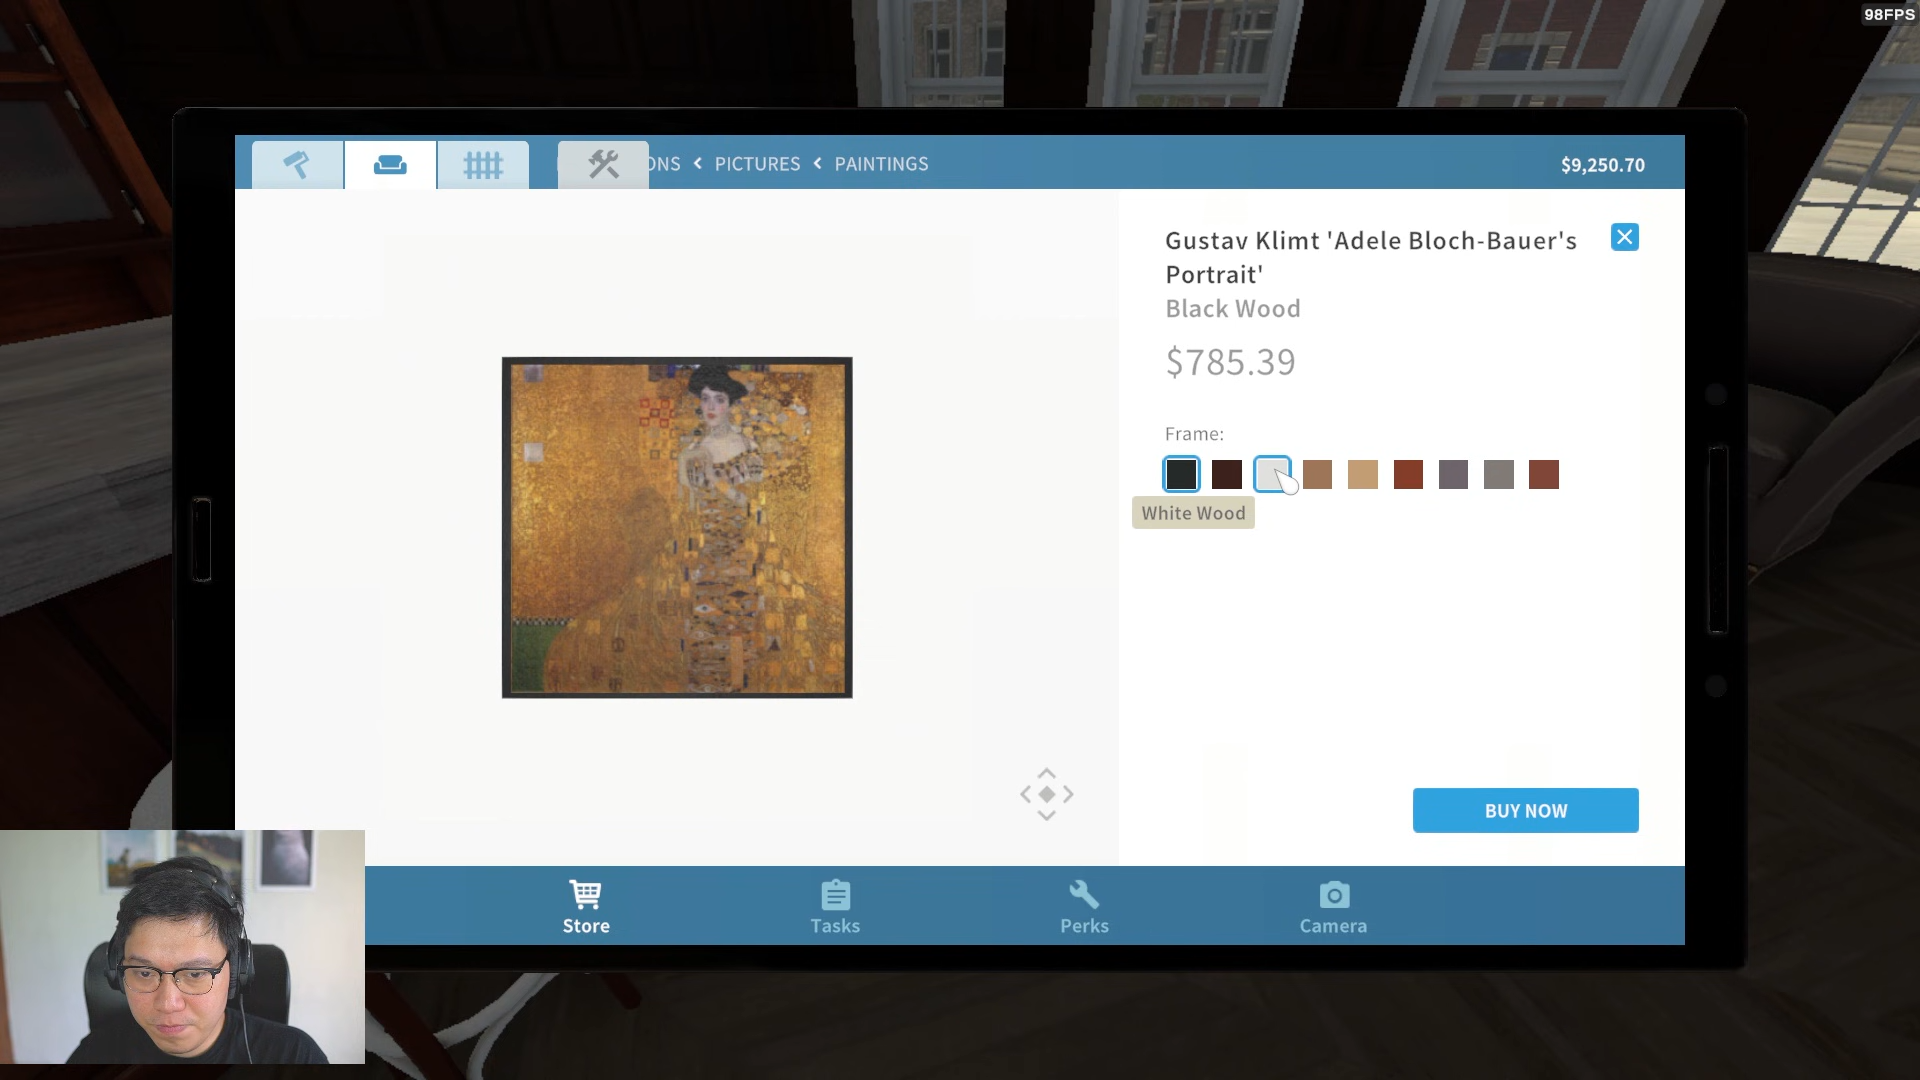 98FPS
ONS < PICTURES < PAINTINGS
$9,250.70
Gustav Klimt 'Adele Bloch-Bauer's
Portrait'
Black Wood
$785.39
Frame:
White Wood
BUY NOW
Store
Tasks
Perks
Camera